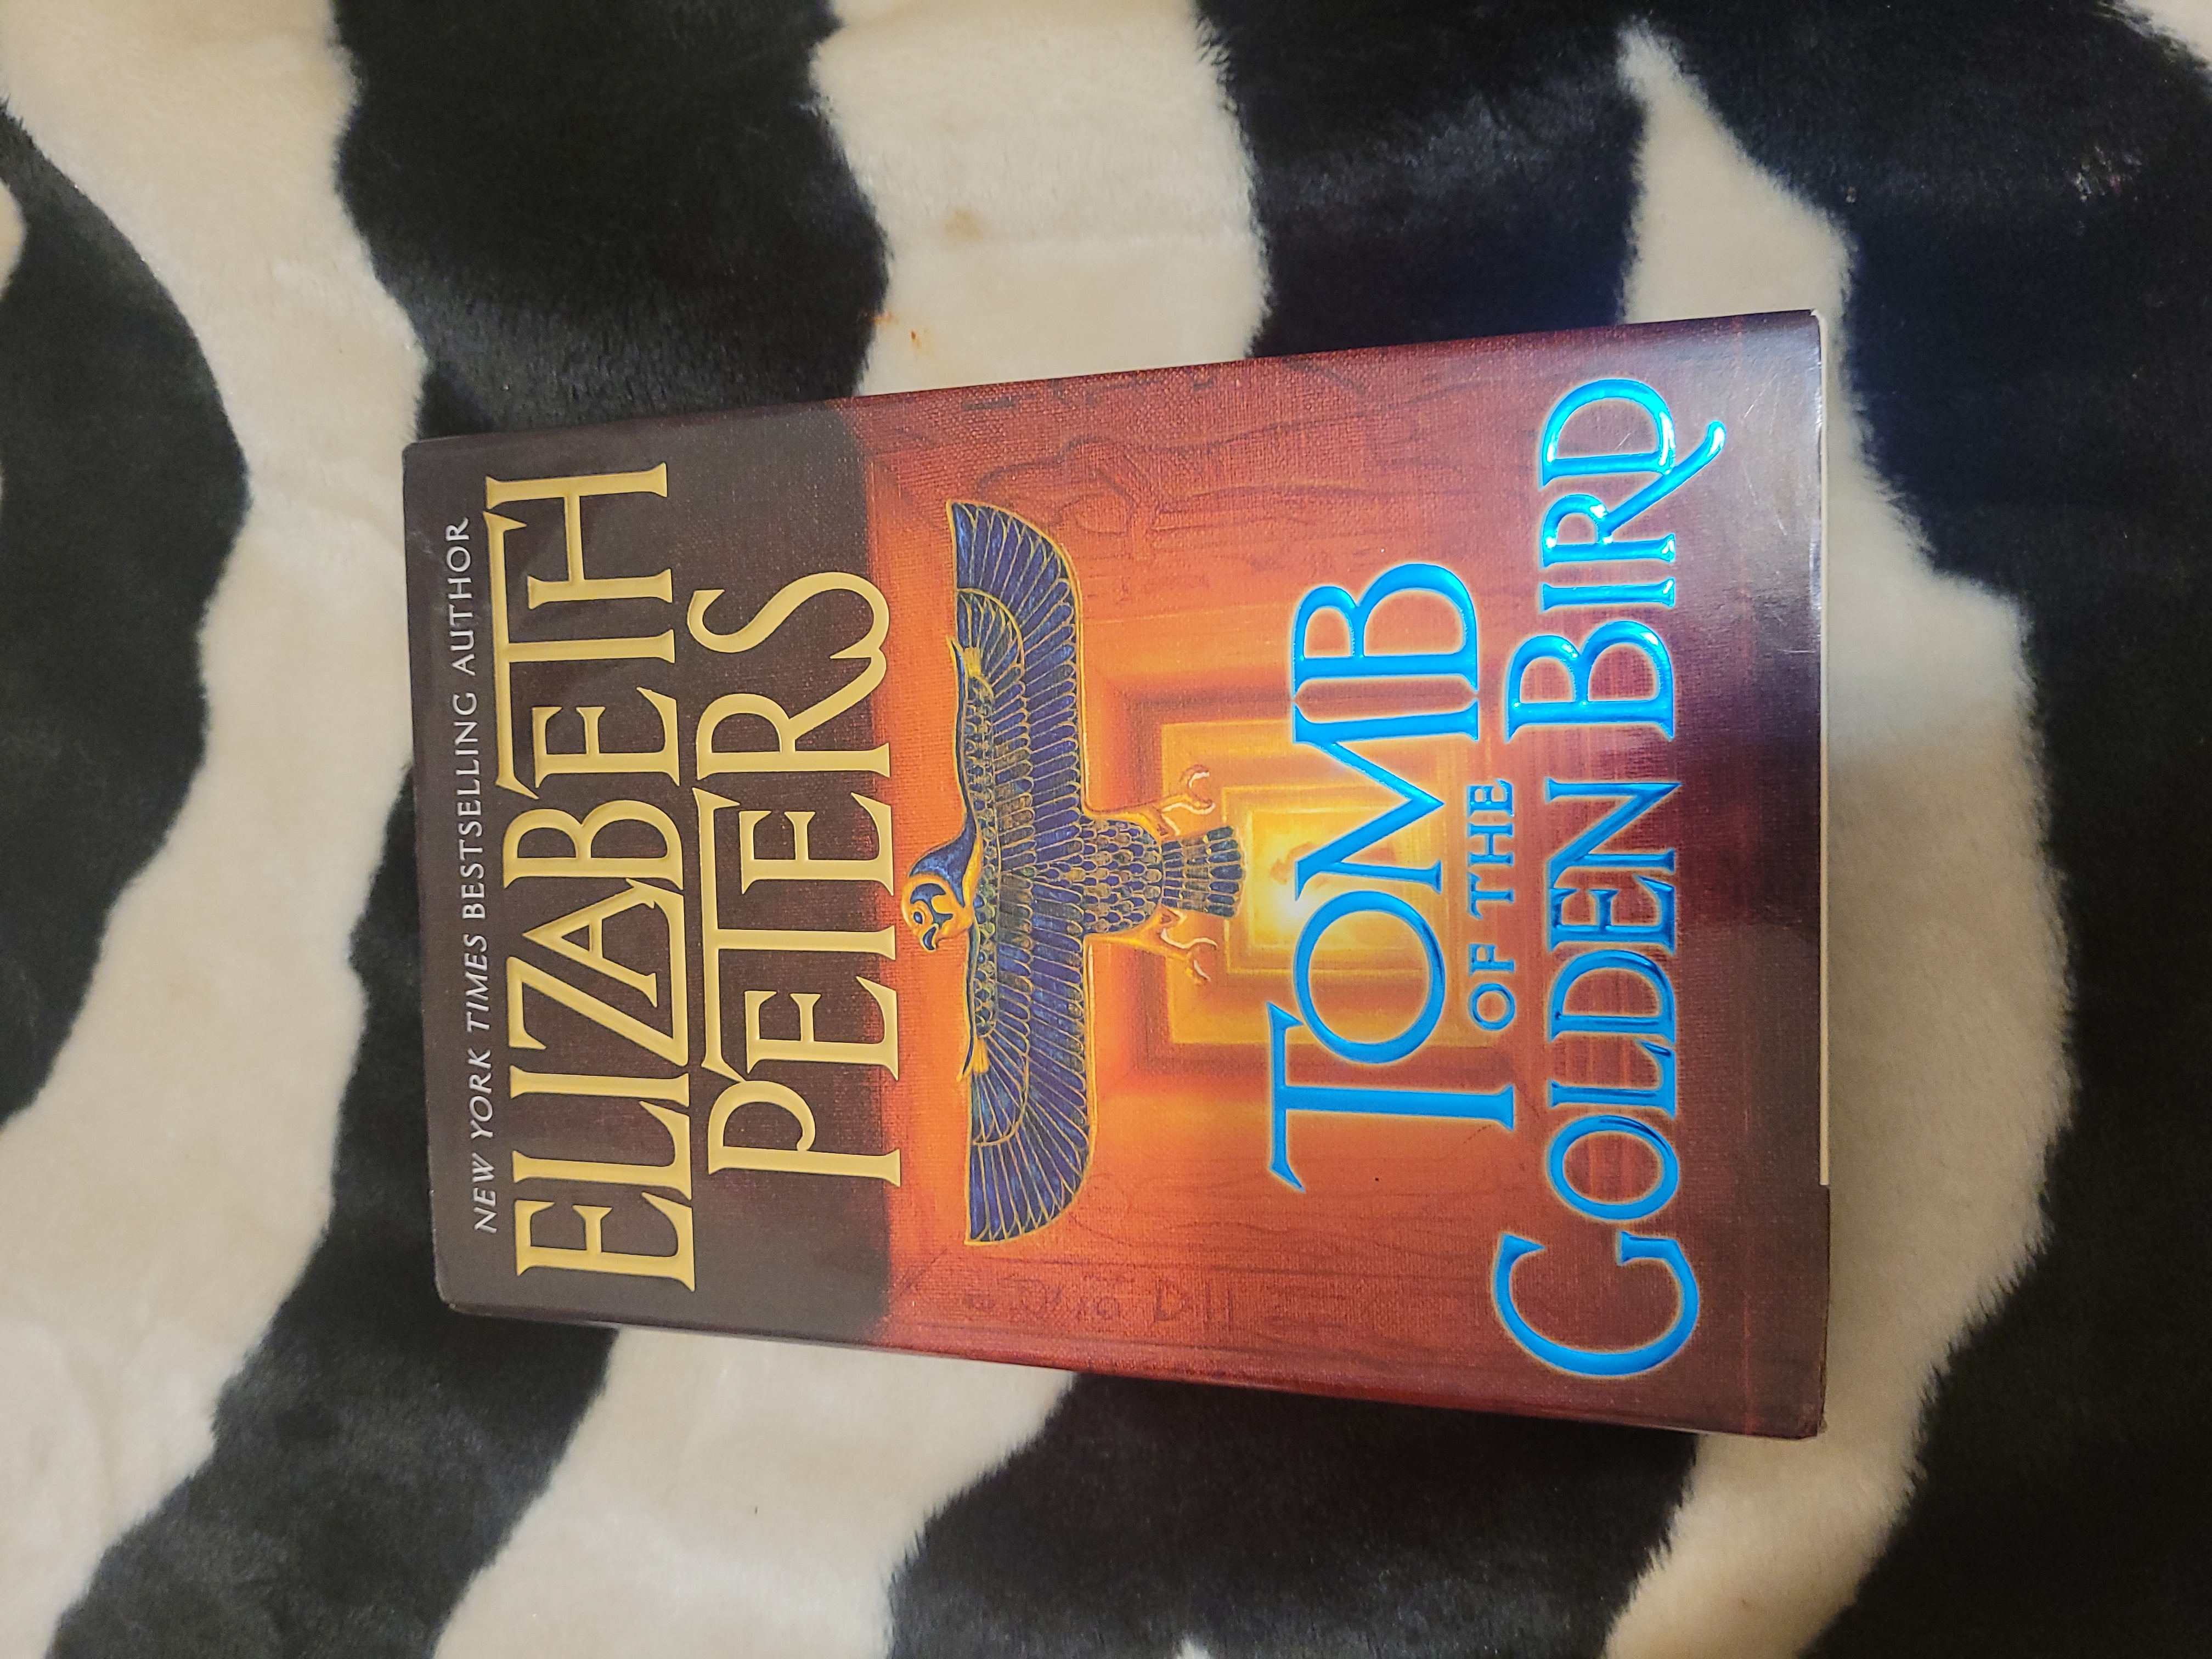 NEW YORK TIMES BESTSELLING AUTHOR
ELIZABETH
PETERS
TOMB
OF THE
GOLDEN BIRD